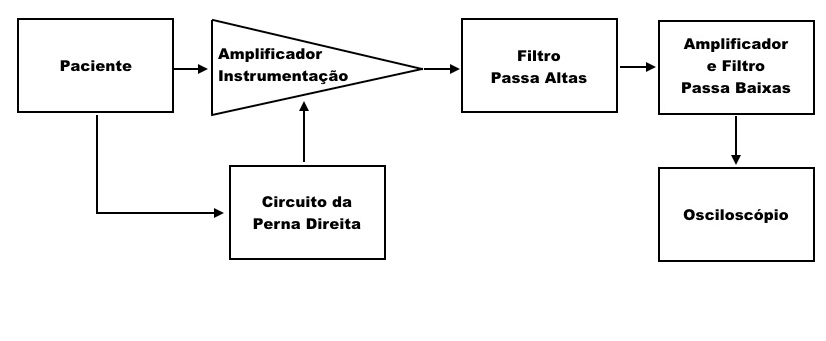 Paciente
Amplificador
Instrumentação
Filtro
Passa Altas
Amplificador
e Filtro
Passa Baixas
Circuito da
Perna Direita
Osciloscópio